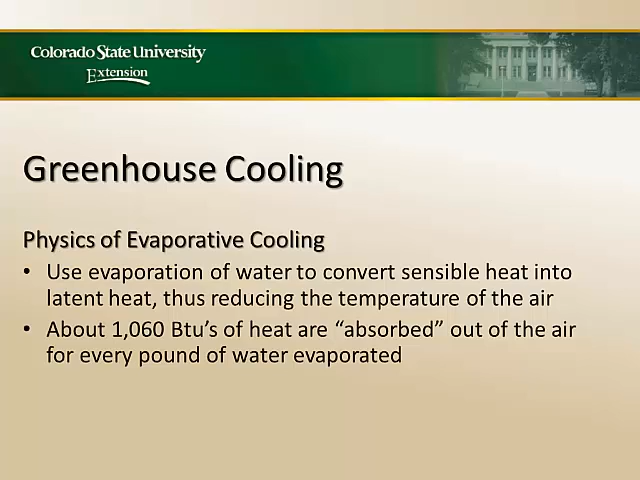 Colorado State University
Extension
Greenhouse Cooling
Physics of Evaporative Cooling
• Use evaporation of water to convert sensible heat into
latent heat, thus reducing the temperature of the air
• About 1,060 Btu’s of heat are “absorbed” out of the air
for every pound of water evaporated